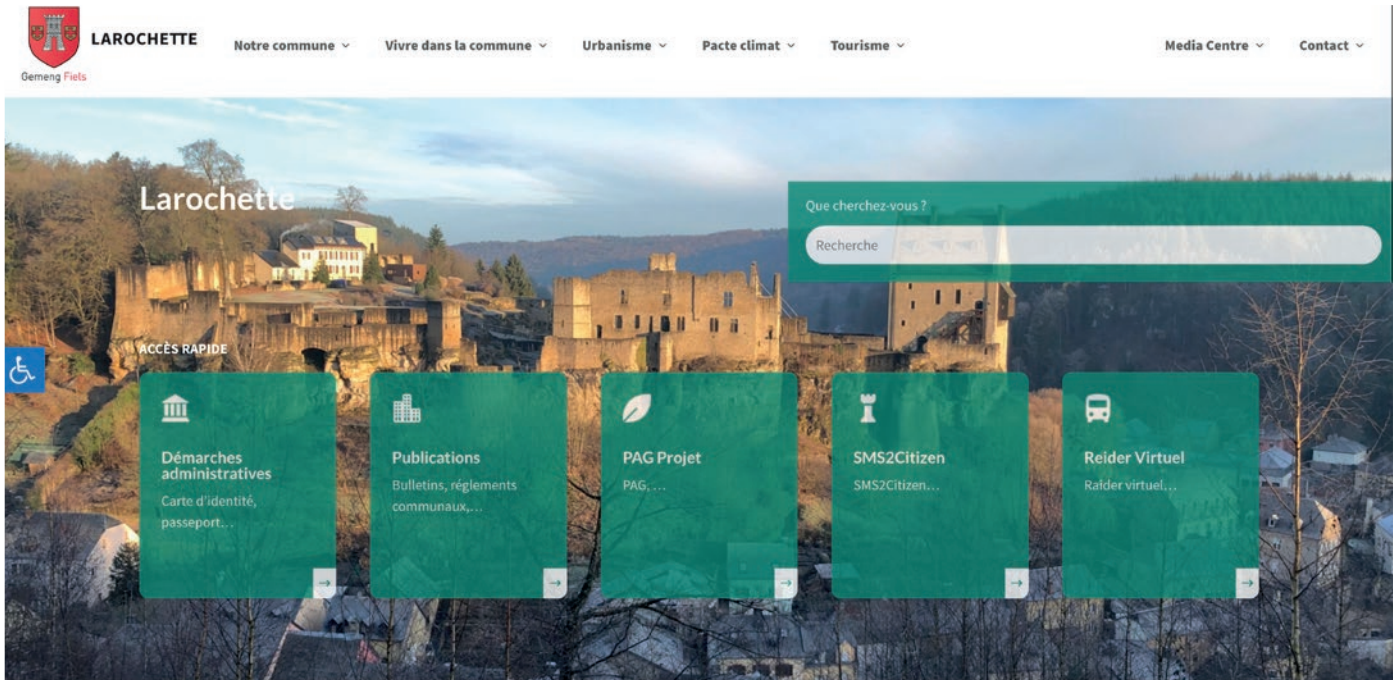 LAROCHETTE
Gemeng Fiels
Notre commune
Vivre dans la commune
Urbanisme
Pacte climat
Tourisme
Media Centre
Contact
Larochette
Que cherchez-vous ?
Recherche
ACCÈS RAPIDE
Démarches
administratives
Carte d'identité,
passeport...
Publications
Bulletins, réglements
communaux,...
PAG Projet
PAG, ...
SMS2Citizen
SMS2Citizen...
Reider Virtuel
Raider virtuel...